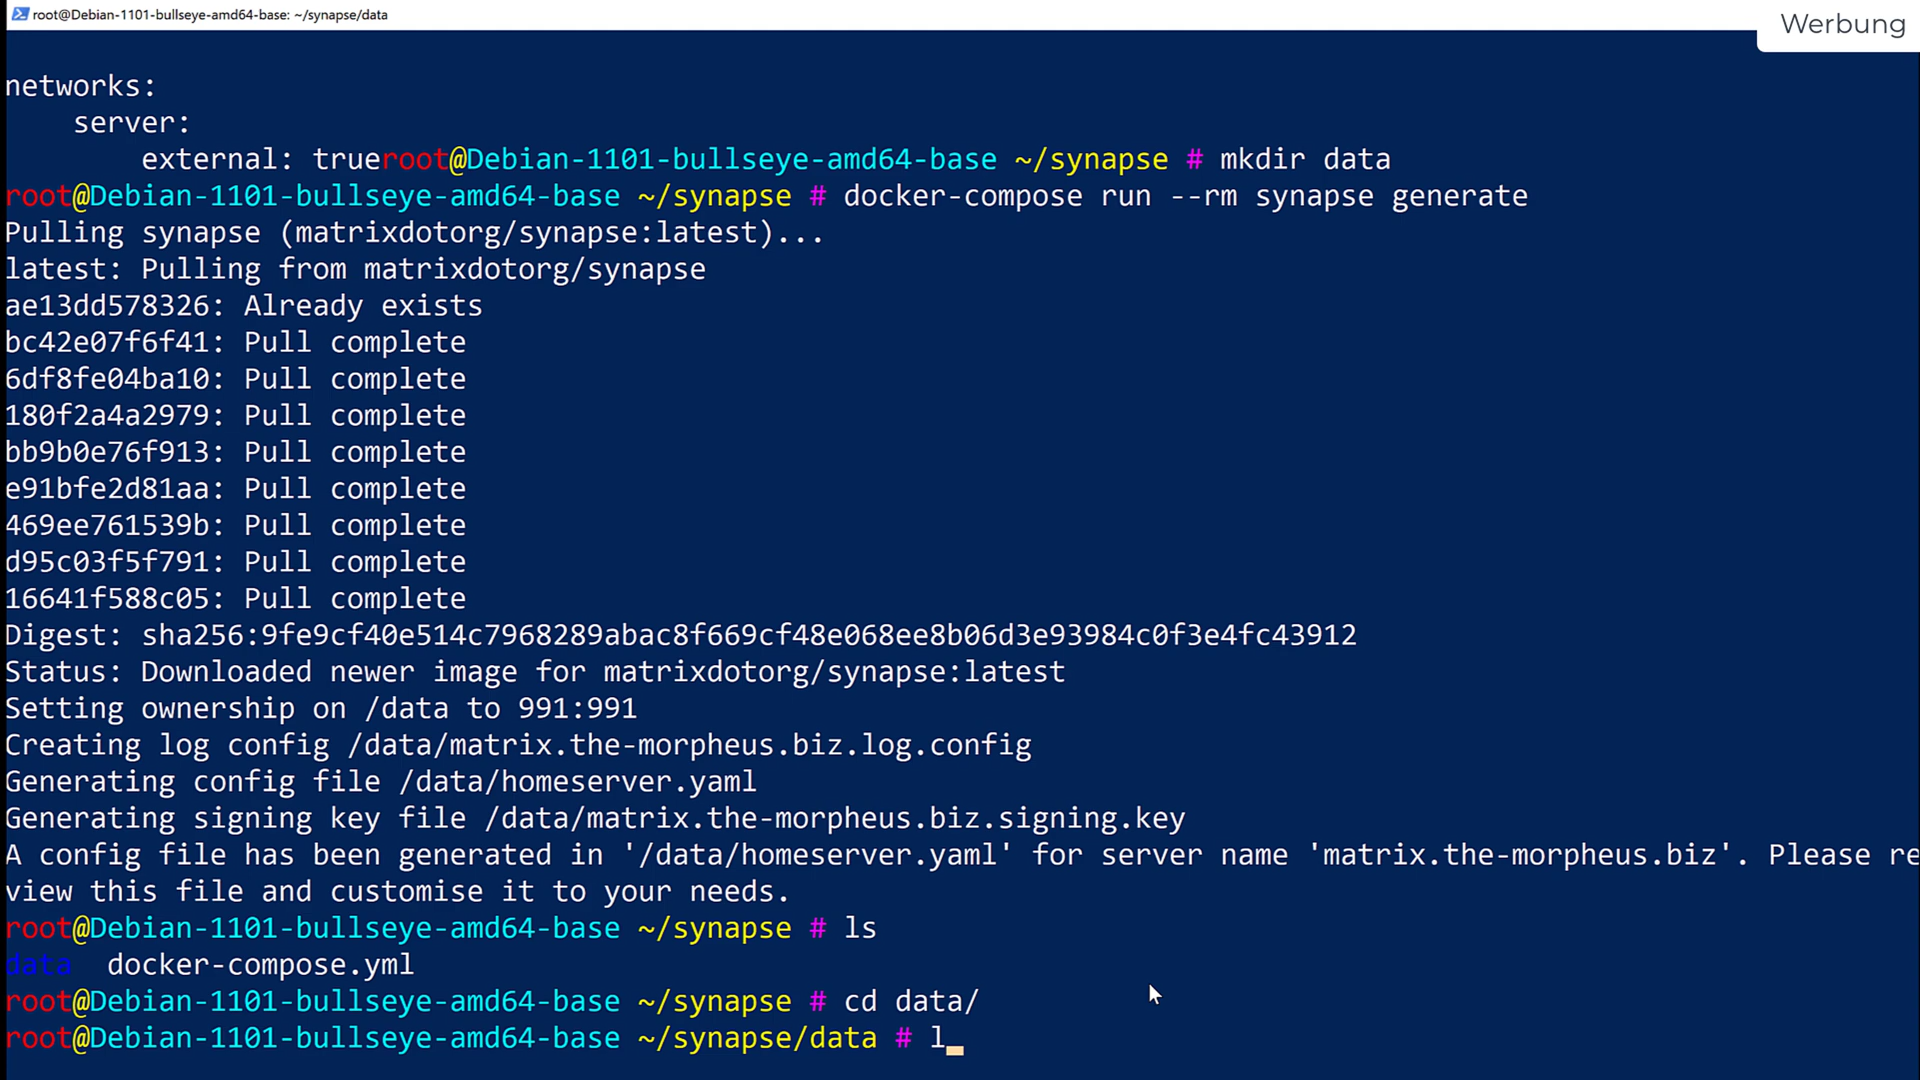 root@Debian-1101-bullseye-amd64-base: ~/synapse/data
Werbung
networks:
    server:
        external: trueroot@Debian-1101-bullseye-amd64-base ~/synapse # mkdir data
root@Debian-1101-bullseye-amd64-base ~/synapse # docker-compose run --rm synapse generate
Pulling synapse (matrixdotorg/synapse:latest)...
latest: Pulling from matrixdotorg/synapse
ae13dd578326: Already exists
bc42e07f6f41: Pull complete
6df8fe04ba10: Pull complete
180f2a4a2979: Pull complete
bb9b0e76f913: Pull complete
e91bfe2d81aa: Pull complete
469ee761539b: Pull complete
d95c03f5f791: Pull complete
16641f588c05: Pull complete
Digest: sha256:9fe9cf40e514c7968289abac8f669cf48e068ee8b06d3e93984c0f3e4fc43912
Status: Downloaded newer image for matrixdotorg/synapse:latest
Setting ownership on /data to 991:991
Creating log config /data/matrix.the-morpheus.biz.log.config
Generating config file /data/homeserver.yaml
Generating signing key file /data/matrix.the-morpheus.biz.signing.key
A config file has been generated in '/data/homeserver.yaml' for server name 'matrix.the-morpheus.biz'. Please re
view this file and customise it to your needs.
root@Debian-1101-bullseye-amd64-base ~/synapse # ls
data  docker-compose.yml
root@Debian-1101-bullseye-amd64-base ~/synapse # cd data/
root@Debian-1101-bullseye-amd64-base ~/synapse/data # l